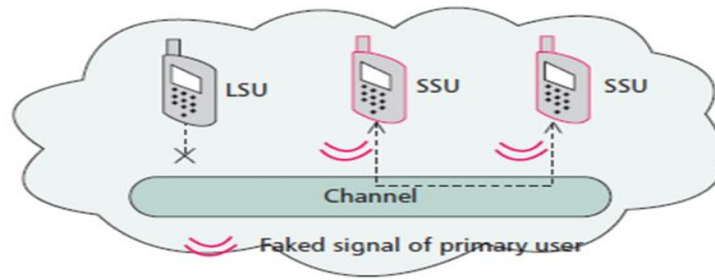 LSU
SSU
SSU
Channel
Faked signal of primary user